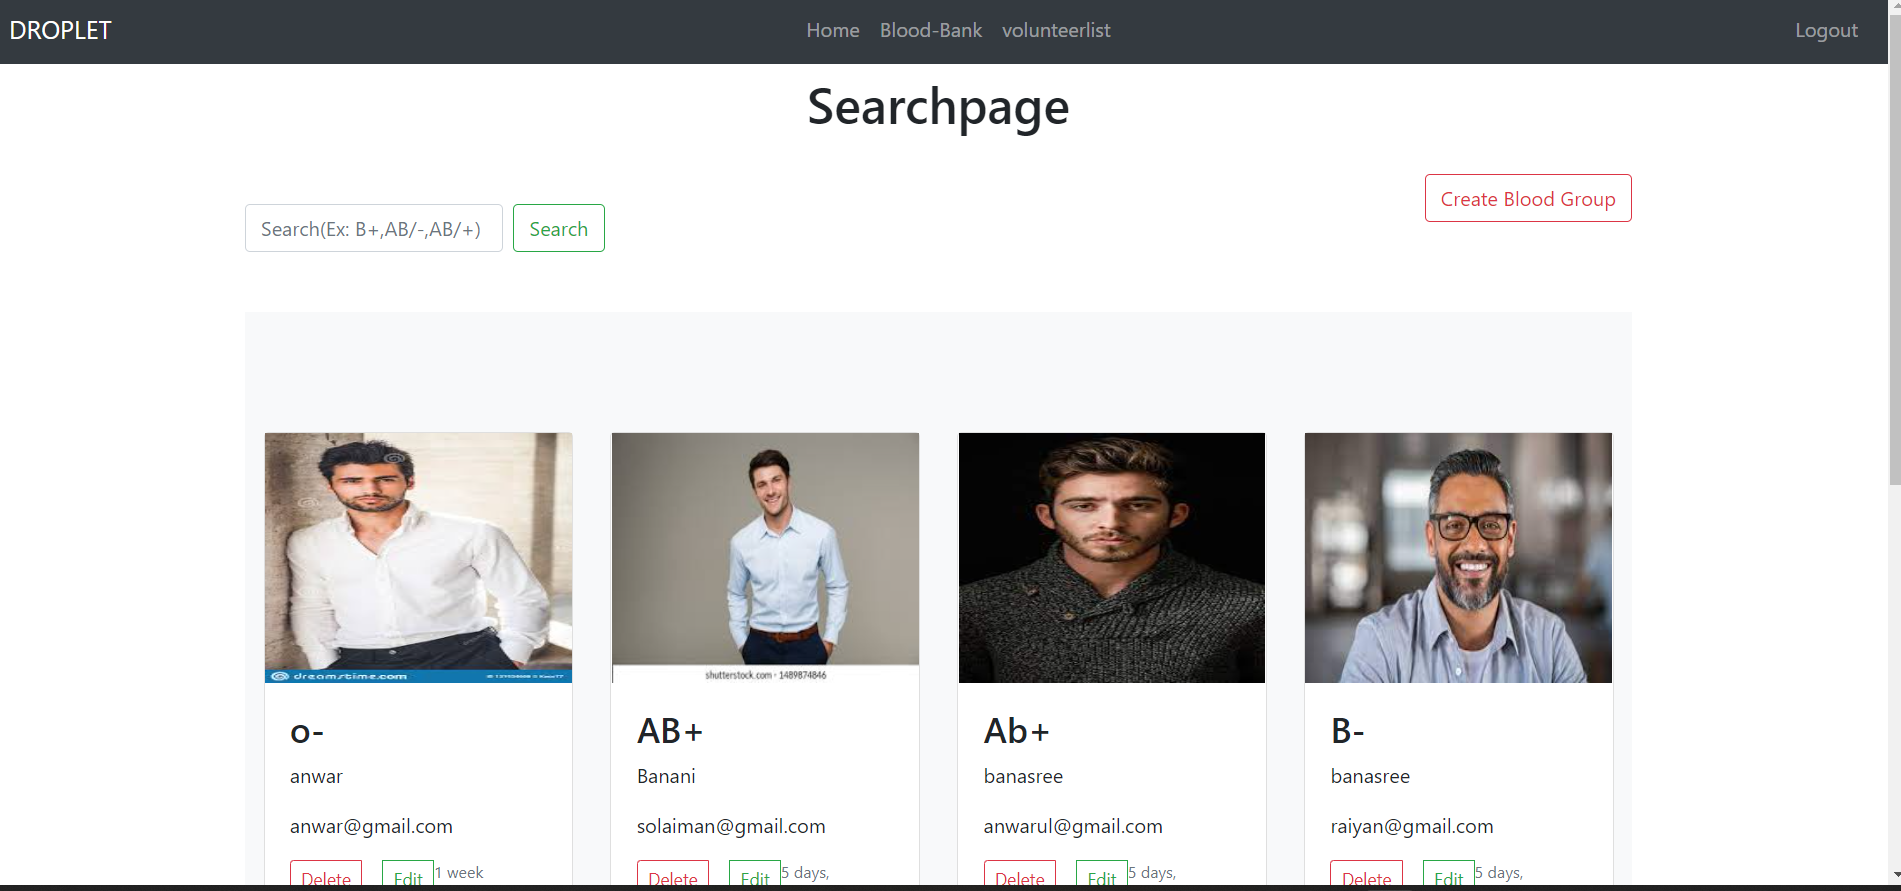 DROPLET
Home Blood-Bank volunteerlist
Logout
Searchpage
Create Blood Group
Search(Ex: B+,AB/-,AB/+) Search
dreamstime.com
shutterstock.com · 1489874846
o-
anwar
anwar@gmail.com
Delete Edit 1 week
AB+
Banani
solaiman@gmail.com
Delete Edit 5 days,
Ab+
banasree
anwarul@gmail.com
Delete Edit 5 days,
B-
banasree
raiyan@gmail.com
Delete Edit 5 days,